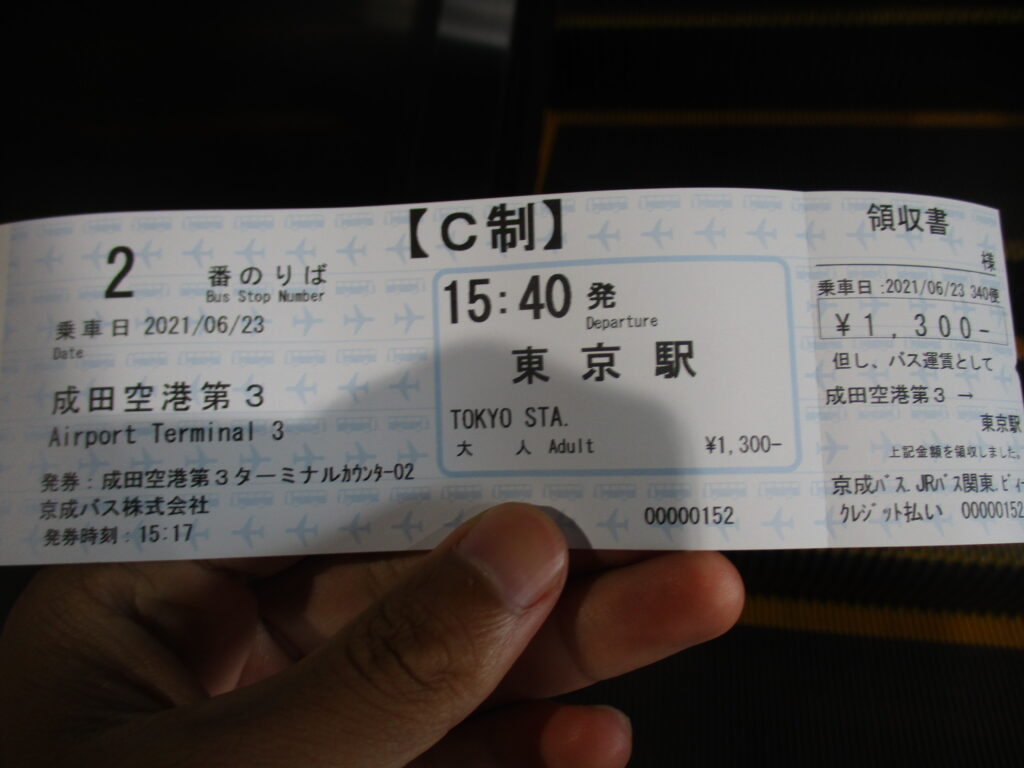 【C制】
2 番のりば
Bus Stop Number
乗車日 2021/06/23
Date
成田空港第3
Airport Terminal 3
発券:成田空港第3ターミナルカウンター02
京成バス株式会社
発券時刻:15:17
15:40 発
Departure
東京駅
TOKYO STA.
大人 Adult ¥1,300-
00000152
領収書
様
乗車日:2021/06/23 340便
¥1,300-
但し、バス運賃として
成田空港第3 →
東京駅
上記金額を領収しました。
京成バス.JRバス関東.ビィー
クレジット払い 00000152